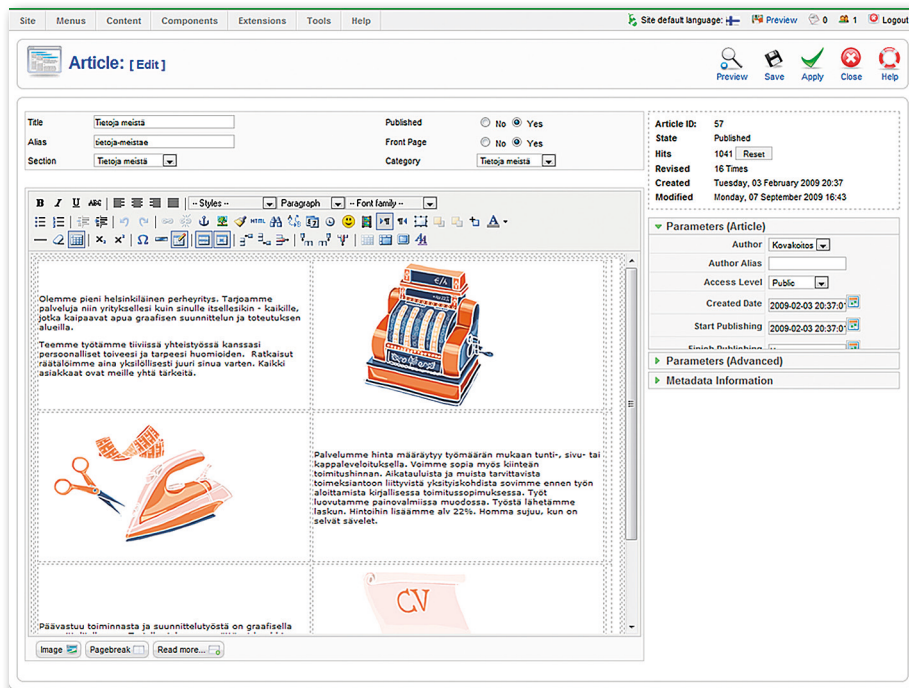 Site Menus Content Components Extensions Tools Help Site default language: Preview 0 1 Logout
Article: [ Edit ]
Preview Save Apply Close Help
Title Tietoja meistä
Published No Yes
Alias tietoja-meistae
Front Page No Yes
Section Tietoja meistä
Category Tietoja meistä
Article ID: 57
State Published
Hits 1041 Reset
Revised 16 Times
Created Tuesday, 03 February 2009 20:37
Modified Monday, 07 September 2009 16:43
B I U ABC -- Styles -- Paragraph -- Font family --
HTML
Olemme pieni helsinkiläinen perheyritys. Tarjoamme
palveluja niin yrityksellesi kuin sinulle itsellesikin - kaikille,
jotka kaipaavat apua graafisen suunnittelun ja toteutuksen
alueilla.
Teemme työtämme tiiviissä yhteistyössä kanssasi
personaalliset toiveesi ja tarpeesi huomioiden. Ratkaisut
räätälöimme aina yksilöllisesti juuri sinua varten. Kaikki
asiakkaat ovat meille yhtä tärkeitä.
€/h
Palvelumme hinta määräytyy työmäärän mukaan tunti-, sivu- tai
kappaleveloituksella. Voimme sopia myös kiinteän
toimitushinnan. Aikatauluista ja muista tarvittavista
toimeksiantoon liittyvistä yksityiskohdista sovimme ennen työn
aloittamista kirjallisessa toimitussopimuksessa. Työt
luovutamme painovalmiissa muodossa. Työstä lähetämme
laskun. Hintoihin lisäämme alv 22%. Homma sujuu, kun on
selvät sävelet.
CV
Päävastuu toiminnasta ja suunnittelutyöstä on graafisella
Image Pagebreak Read more...
Parameters (Article)
Author Kovakoitos
Author Alias
Access Level Public
Created Date 2009-02-03 20:37:0
Start Publishing 2009-02-03 20:37:0
Finish Publishing
Parameters (Advanced)
Metadata Information